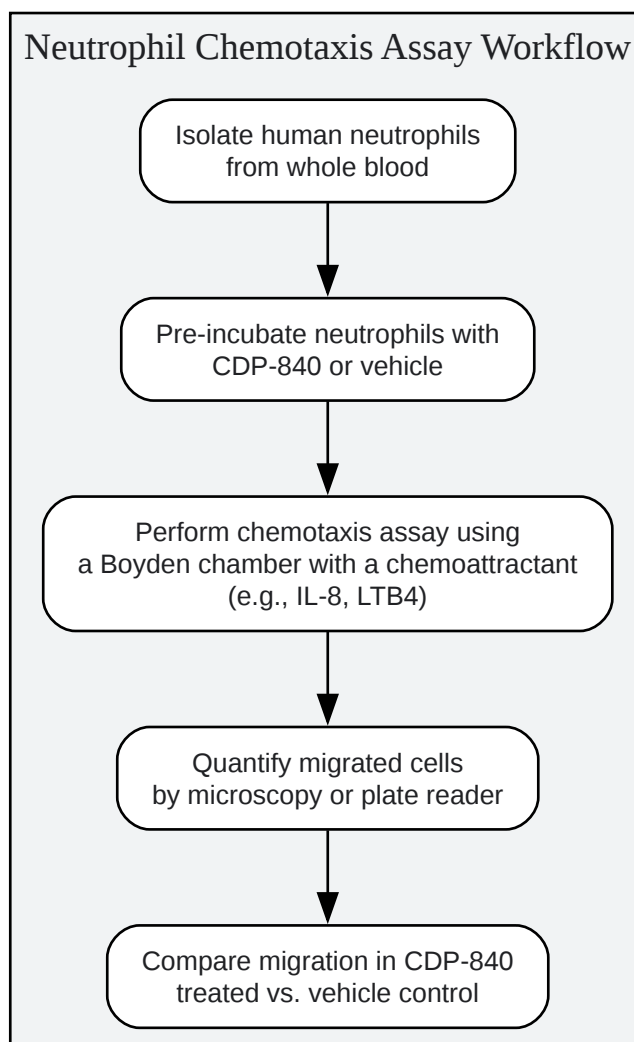 Neutrophil Chemotaxis Assay Workflow
Isolate human neutrophils
from whole blood
Pre-incubate neutrophils with
CDP-840 or vehicle
Perform chemotaxis assay using
a Boyden chamber with a chemoattractant
(e.g., IL-8, LTB4)
Quantify migrated cells
by microscopy or plate reader
Compare migration in CDP-840
treated vs. vehicle control